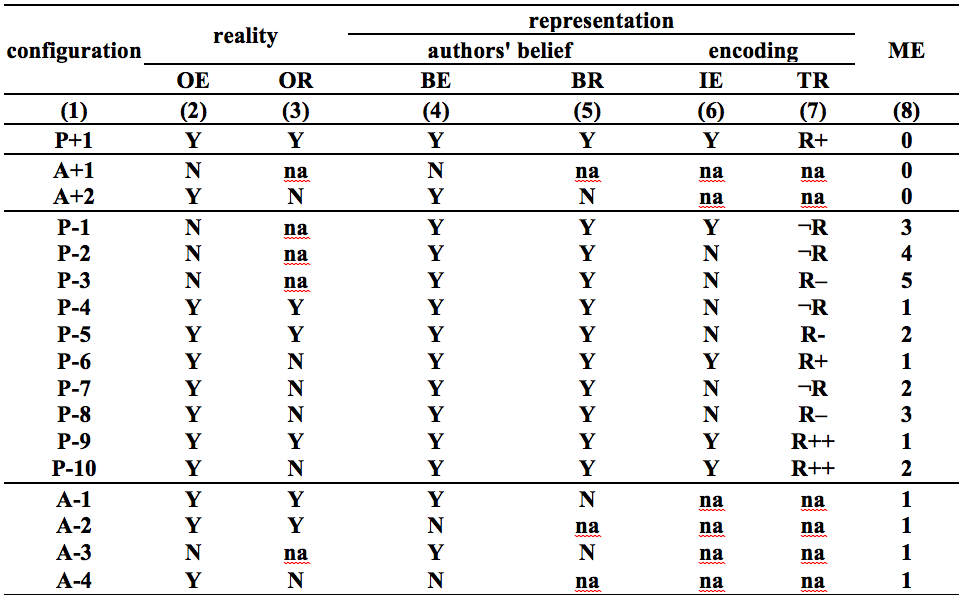 representation
reality
configuration authors' belief encoding ME
OE OR BE BR IE TR
(1) (2) (3) (4) (5) (6) (7) (8)
P+1 Y Y Y Y Y R+ 0
A+1 N na N na na na 0
A+2 Y N Y N na na 0
P-1 N na Y Y Y ¬R 3
P-2 N na Y Y N ¬R 4
P-3 N na Y Y N R– 5
P-4 Y Y Y Y N ¬R 1
P-5 Y Y Y Y N R- 2
P-6 Y N Y Y Y R+ 1
P-7 Y N Y Y N ¬R 2
P-8 Y N Y Y N R– 3
P-9 Y Y Y Y Y R++ 1
P-10 Y N Y Y Y R++ 2
A-1 Y Y Y N na na 1
A-2 Y Y N na na na 1
A-3 N na Y N na na 1
A-4 Y N N na na na 1